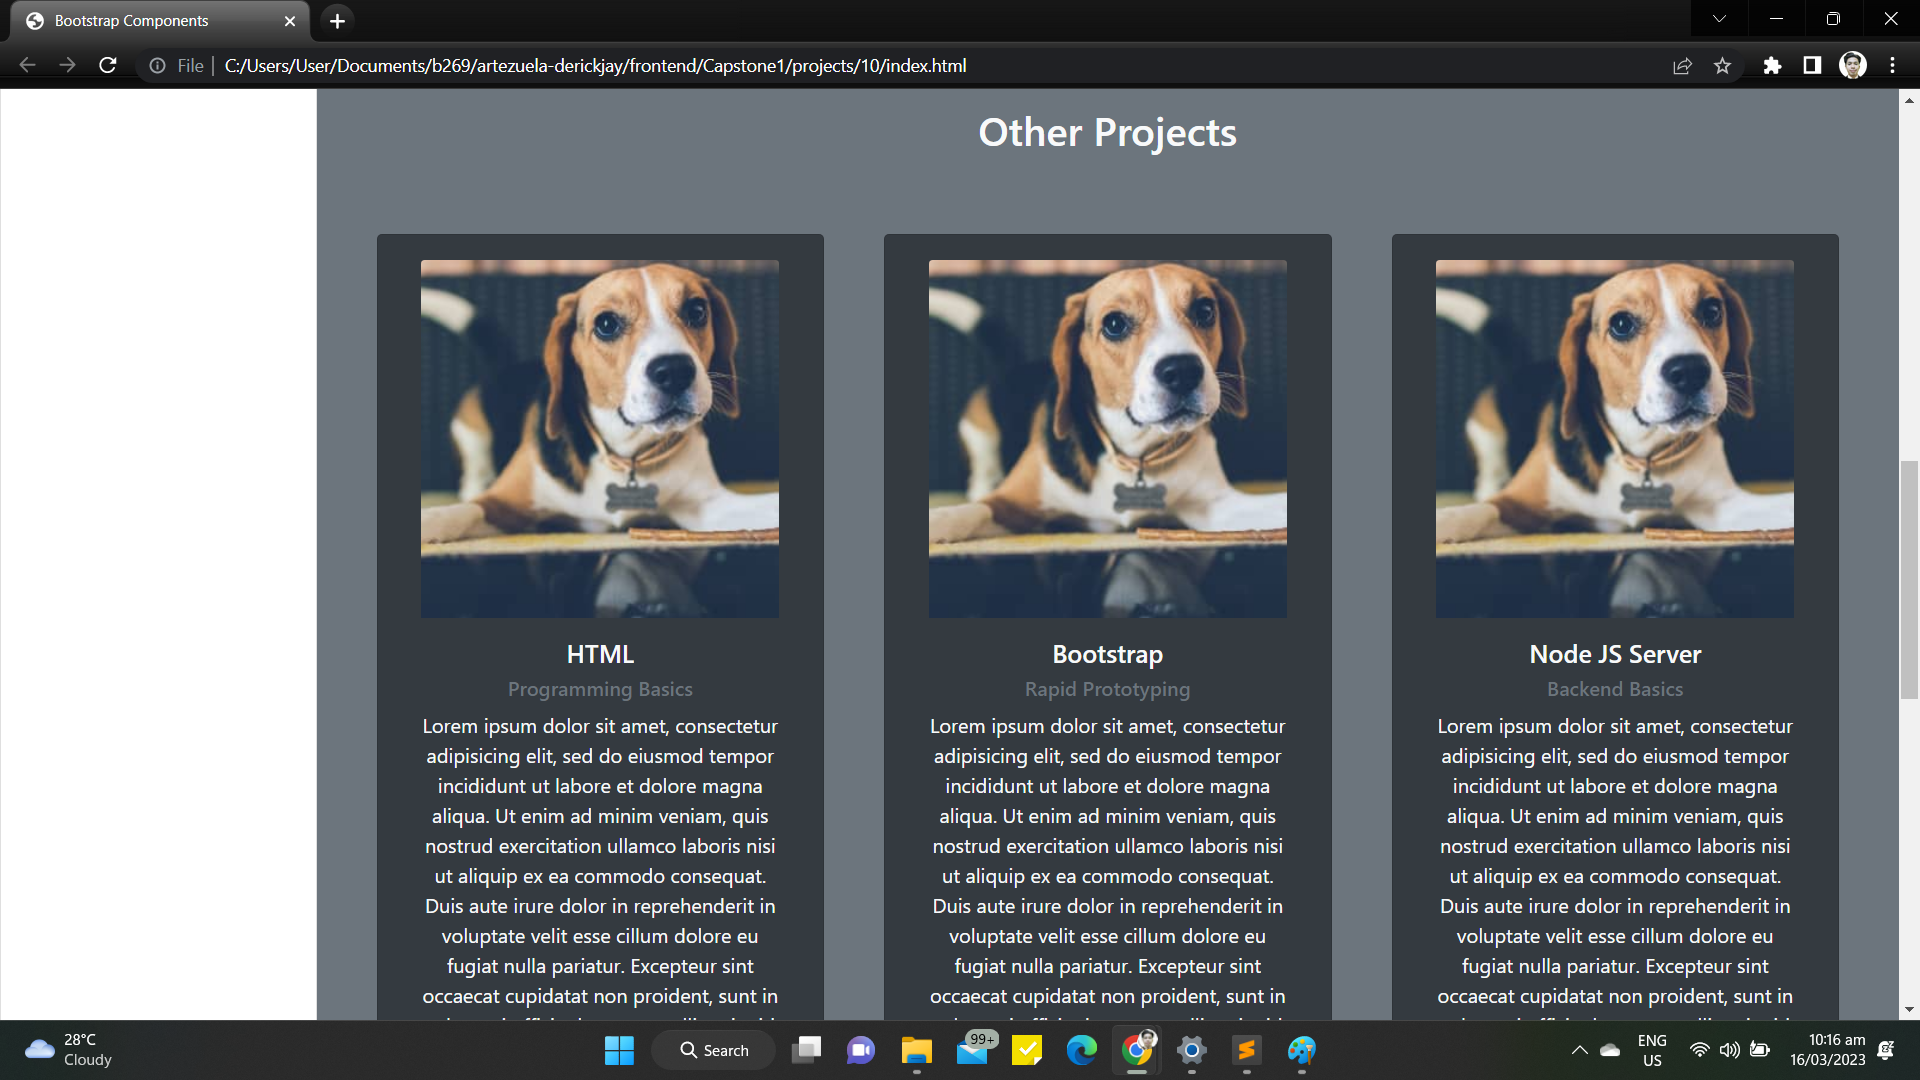 Bootstrap Components
File
C:/Users/User/Documents/b269/artezuela-derickjay/frontend/Capstone1/projects/10/index.html
Other Projects
HTML
Programming Basics
Lorem ipsum dolor sit amet, consectetur
adipisicing elit, sed do eiusmod tempor
incididunt ut labore et dolore magna
aliqua. Ut enim ad minim veniam, quis
nostrud exercitation ullamco laboris nisi
ut aliquip ex ea commodo consequat.
Duis aute irure dolor in reprehenderit in
voluptate velit esse cillum dolore eu
fugiat nulla pariatur. Excepteur sint
occaecat cupidatat non proident, sunt in
Bootstrap
Rapid Prototyping
Lorem ipsum dolor sit amet, consectetur
adipisicing elit, sed do eiusmod tempor
incididunt ut labore et dolore magna
aliqua. Ut enim ad minim veniam, quis
nostrud exercitation ullamco laboris nisi
ut aliquip ex ea commodo consequat.
Duis aute irure dolor in reprehenderit in
voluptate velit esse cillum dolore eu
fugiat nulla pariatur. Excepteur sint
occaecat cupidatat non proident, sunt in
Node JS Server
Backend Basics
Lorem ipsum dolor sit amet, consectetur
adipisicing elit, sed do eiusmod tempor
incididunt ut labore et dolore magna
aliqua. Ut enim ad minim veniam, quis
nostrud exercitation ullamco laboris nisi
ut aliquip ex ea commodo consequat.
Duis aute irure dolor in reprehenderit in
voluptate velit esse cillum dolore eu
fugiat nulla pariatur. Excepteur sint
occaecat cupidatat non proident, sunt in
28°C
Cloudy
Search
99+
ENG
US
10:16 am
16/03/2023